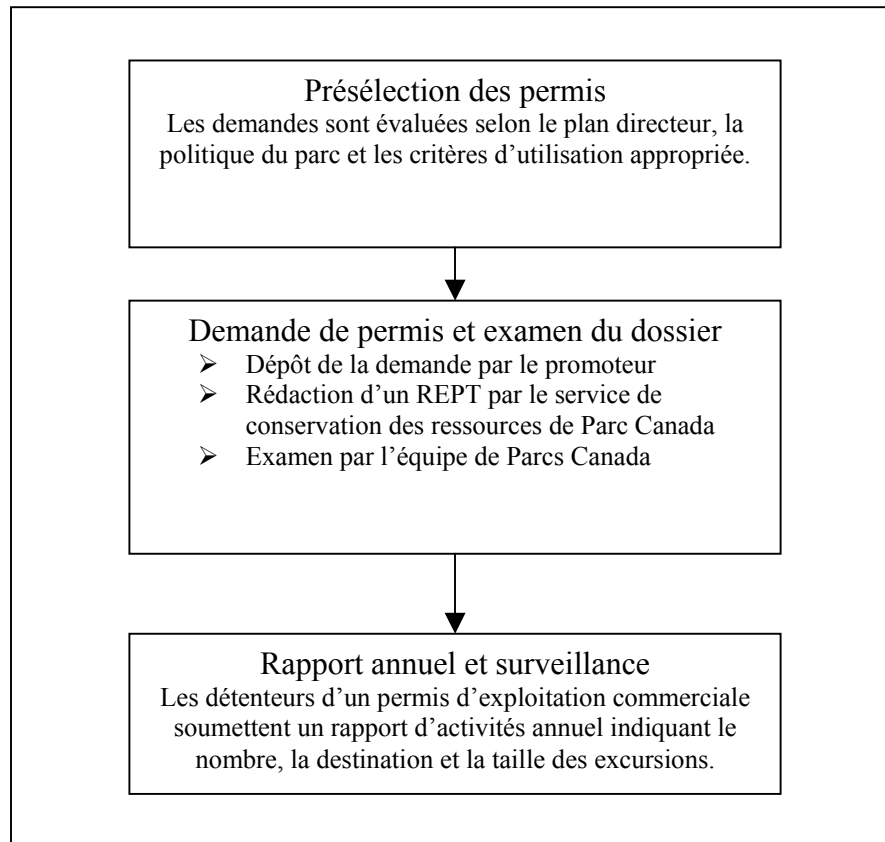 Présélection des permis
Les demandes sont évaluées selon le plan directeur, la
politique du parc et les critères d’utilisation appropriée.
Demande de permis et examen du dossier
➢ Dépôt de la demande par le promoteur
➢ Rédaction d’un REPT par le service de
conservation des ressources de Parc Canada
➢ Examen par l’équipe de Parcs Canada
Rapport annuel et surveillance
Les détenteurs d’un permis d’exploitation commerciale
soumettent un rapport d’activités annuel indiquant le
nombre, la destination et la taille des excursions.